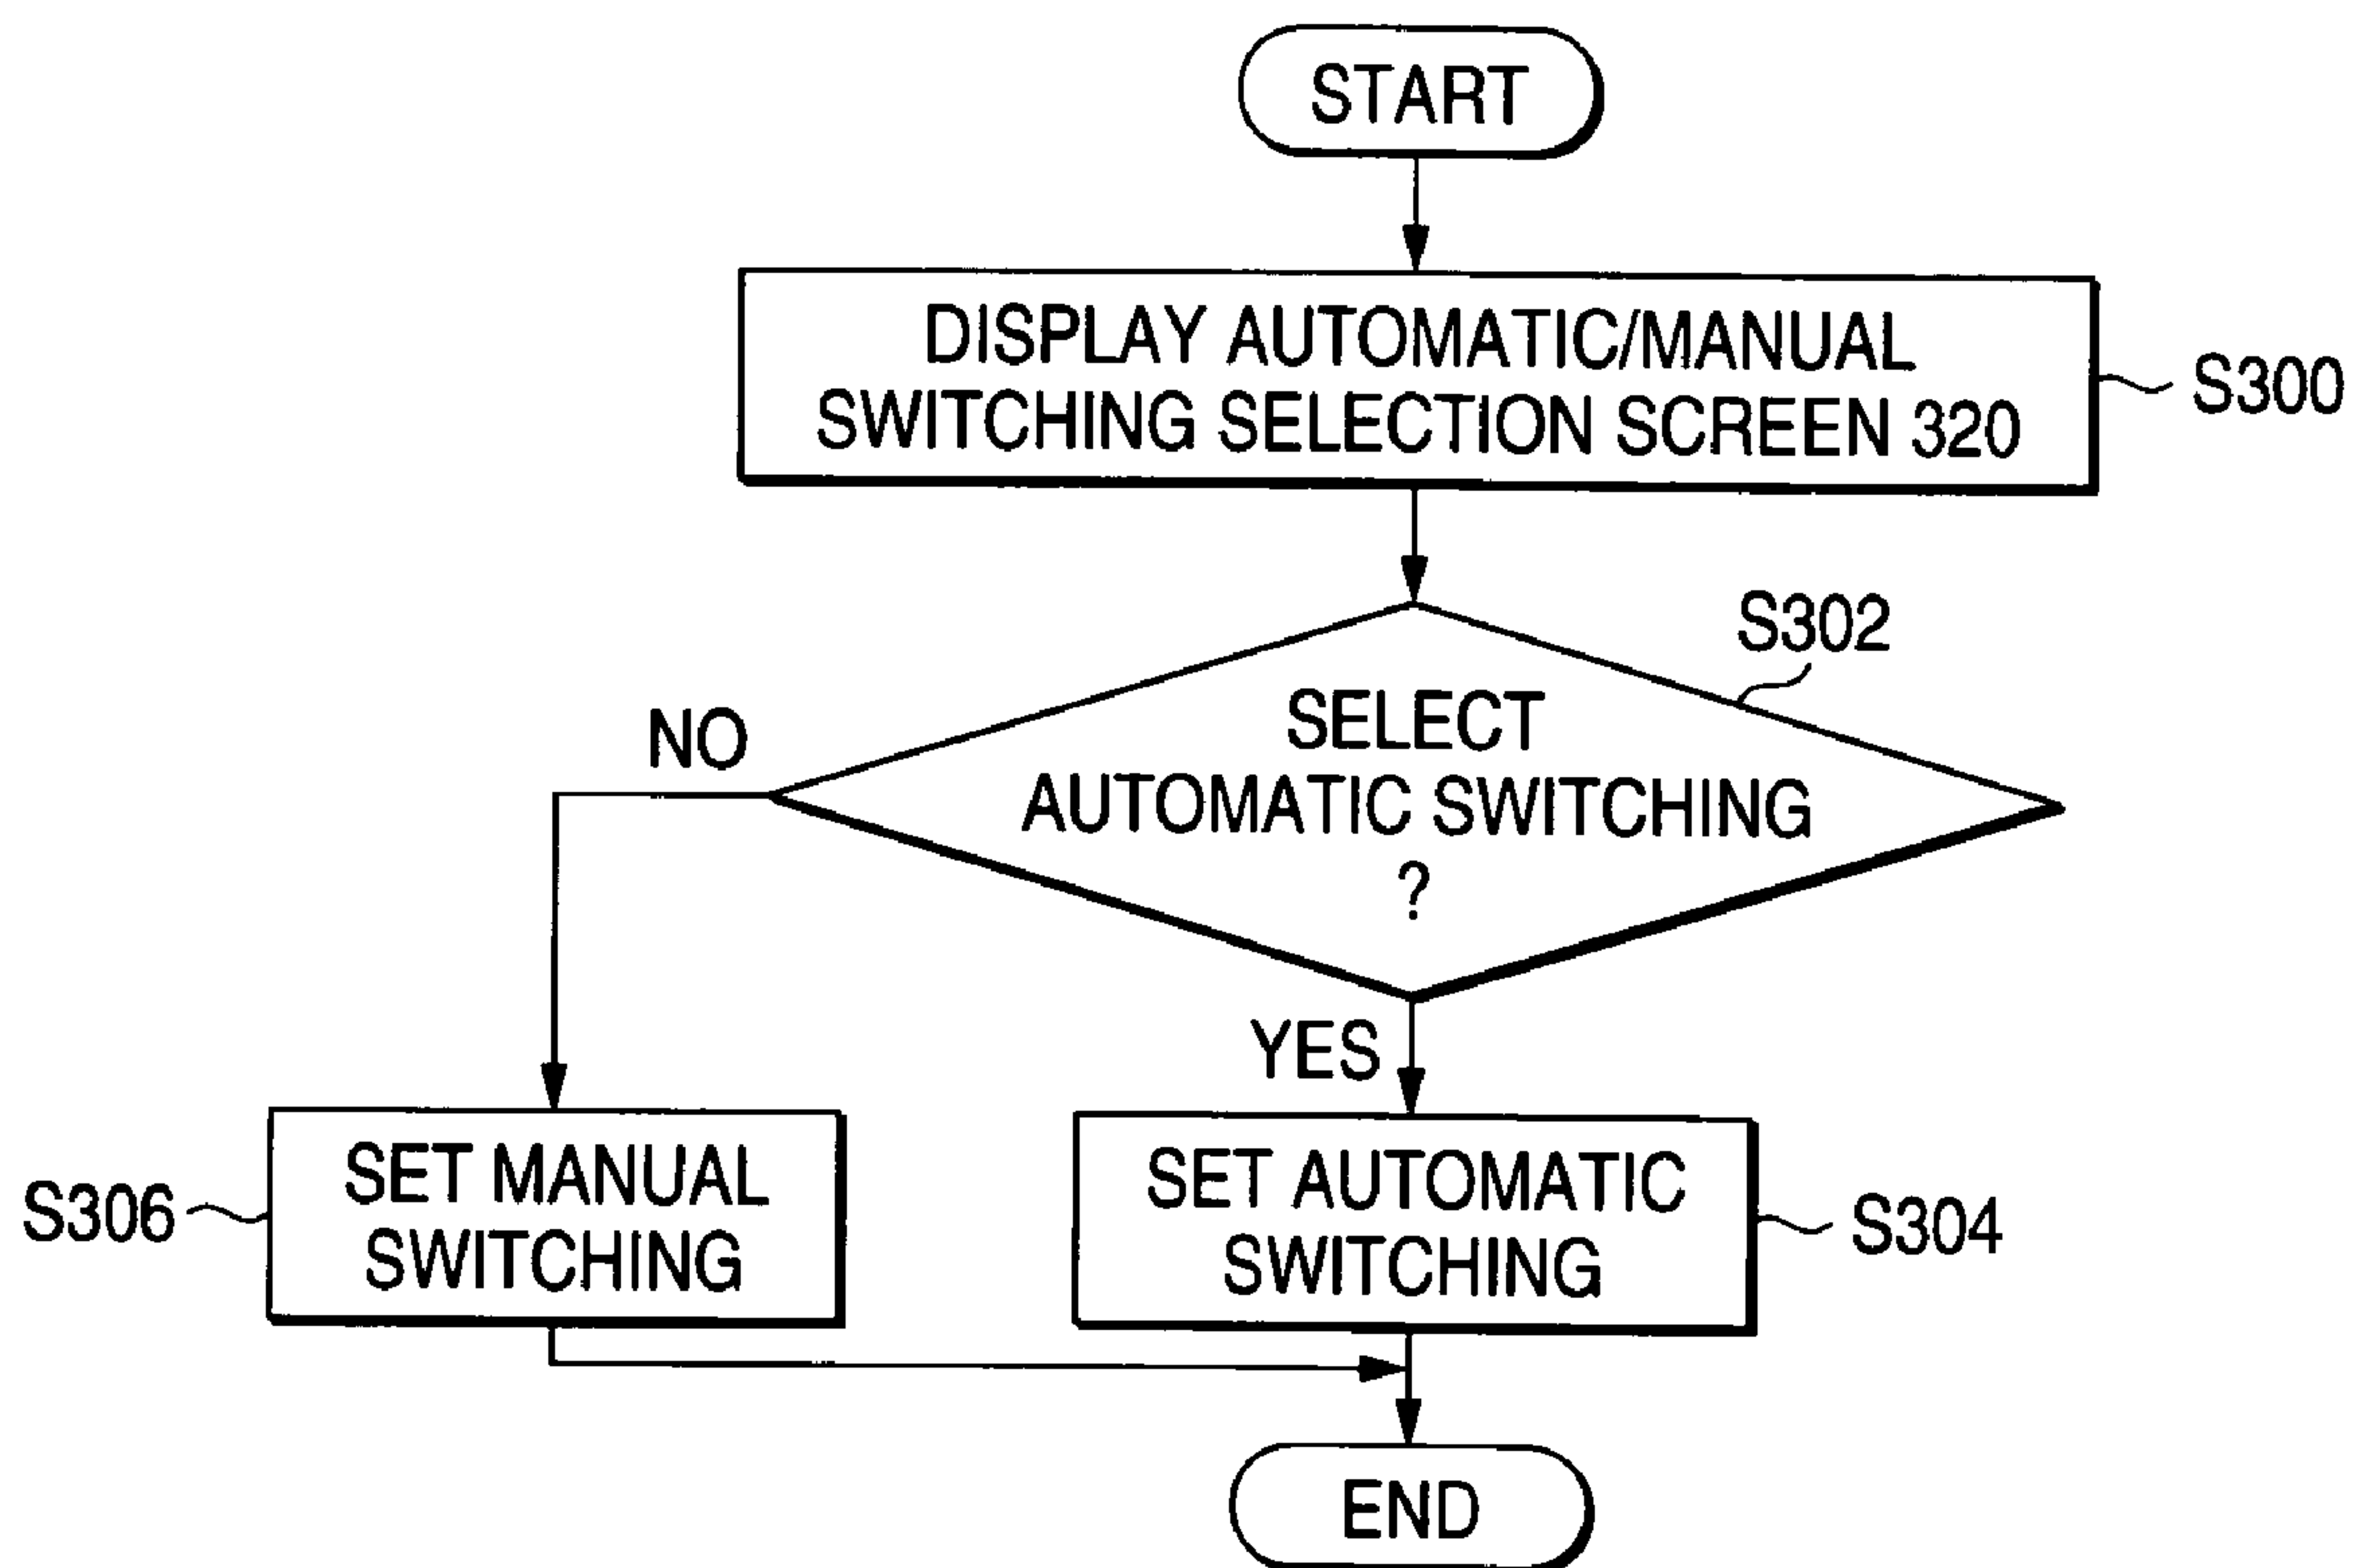 START
DISPLAY AUTOMATIC/MANUAL
SWITCHING SELECTION SCREEN 320
S300
S302
SELECT
AUTOMATIC SWITCHING
?
NO
YES
SET MANUAL
SWITCHING
S306
SET AUTOMATIC
SWITCHING
S304
END